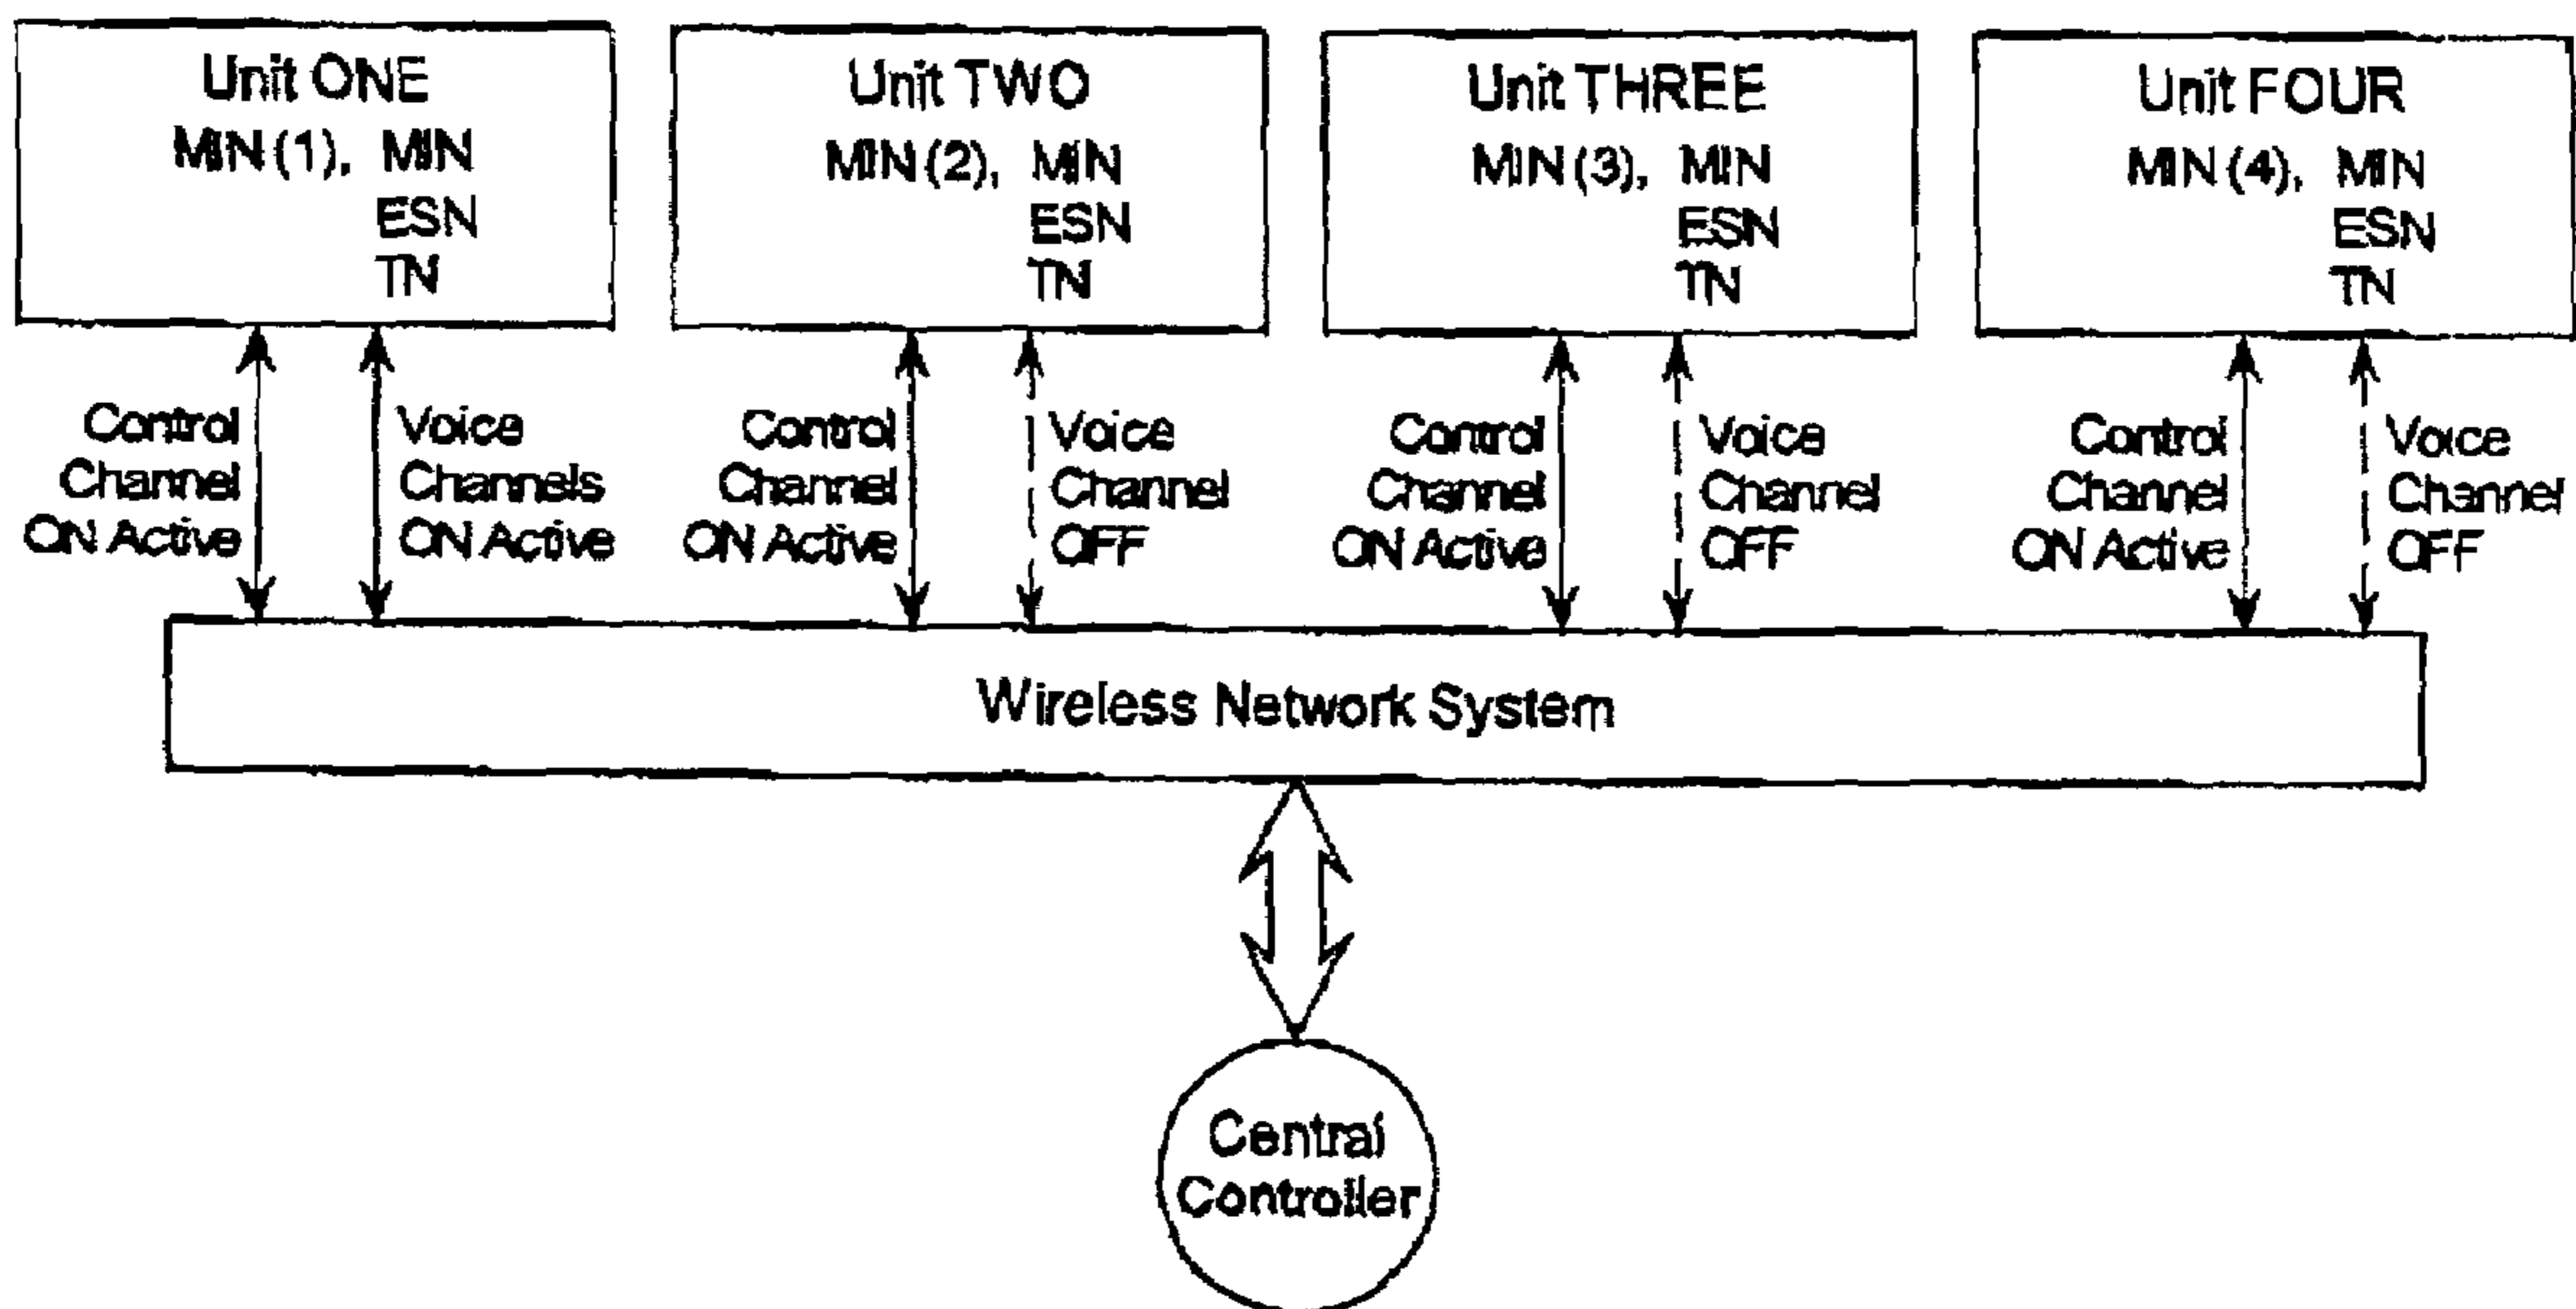 Unit ONE
MIN (1), MIN
ESN
TN
Unit TWO
MIN (2), MIN
ESN
TN
Unit THREE
MIN (3), MIN
ESN
TN
Unit FOUR
MIN (4), MIN
ESN
TN
Control
Channel
ON Active
Voice
Channels
ON Active
Control
Channel
ON Active
Voice
Channel
OFF
Control
Channel
ON Active
Voice
Channel
OFF
Control
Channel
ON Active
Voice
Channel
OFF
Wireless Network System
Central
Controller